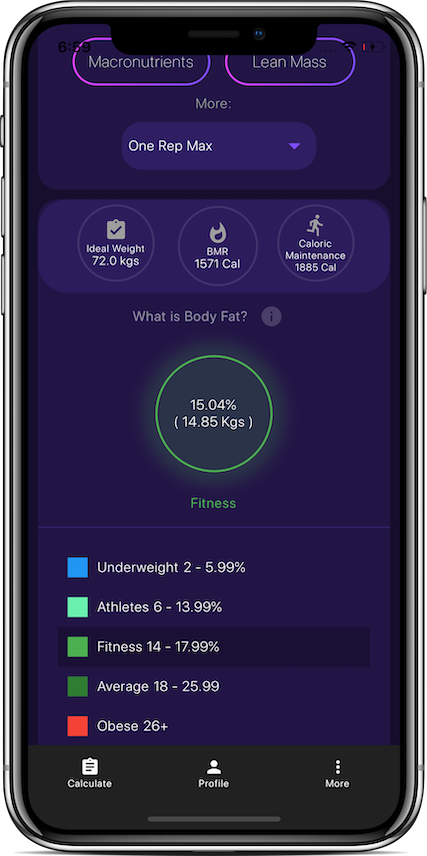 6:59
Macronutrients
Lean Mass
More:
One Rep Max
Ideal Weight
72.0 kgs
BMR
1571 Cal
Caloric
Maintenance
1885 Cal
What is Body Fat?
15.04%
( 14.85 Kgs )
Fitness
Underweight 2 - 5.99%
Athletes 6 - 13.99%
Fitness 14 - 17.99%
Average 18 - 25.99
Obese 26+
Calculate
Profile
More